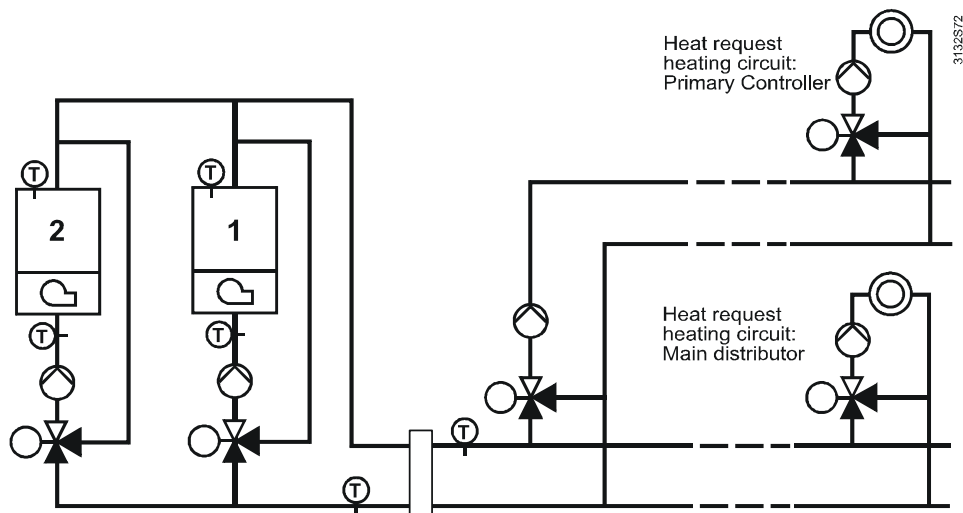 3132S72
Heat request
heating circuit:
Primary Controller
T
T
2
1
T
T
Heat request
heating circuit:
Main distributor
T
T